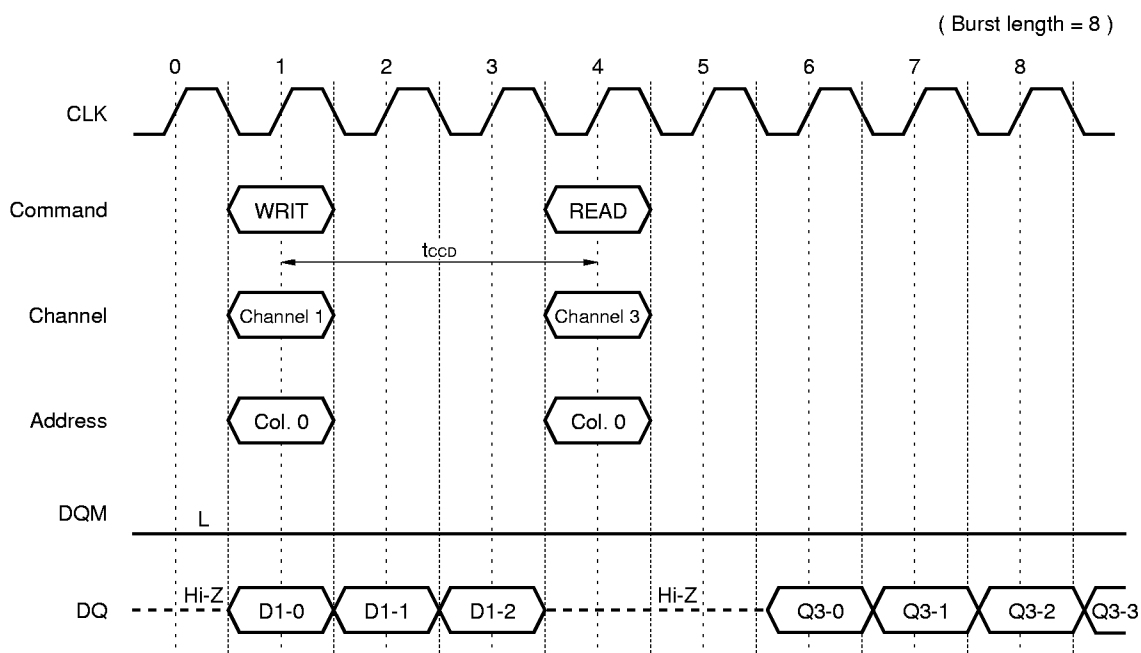 ( Burst length = 8 )
0 1 2 3 4 5 6 7 8
CLK
Command WRIT READ
tCCD
Channel Channel 1 Channel 3
Address Col. 0 Col. 0
DQM L
Hi-Z Hi-Z
DQ D1-0 D1-1 D1-2 Q3-0 Q3-1 Q3-2 Q3-3